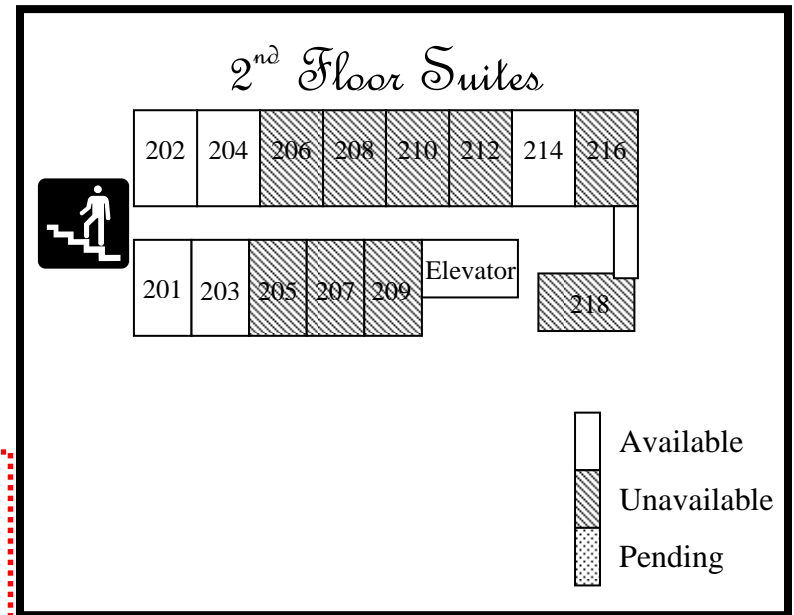 2nd Floor Suites
202 204 206 208 210 212 214 216
201 203 205 207 209 Elevator 218
Available
Unavailable
Pending